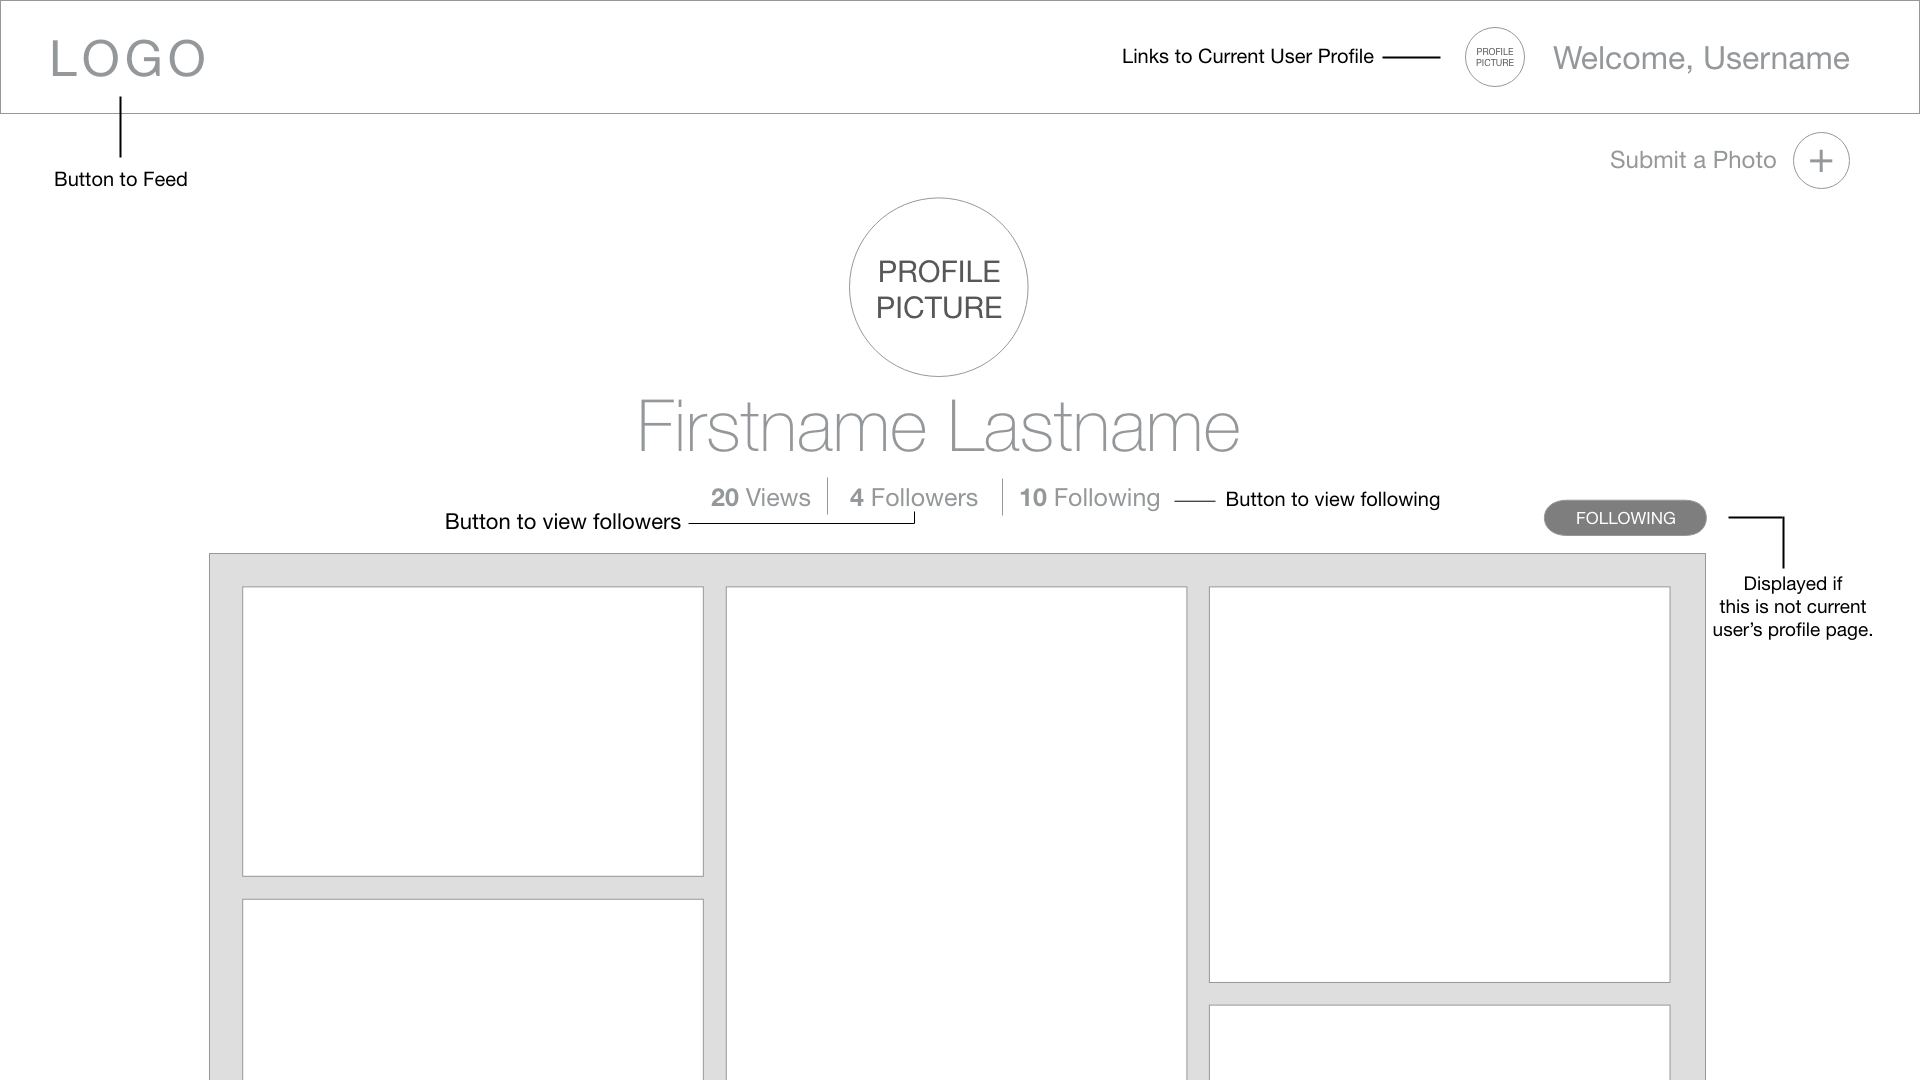 LOGO
Links to Current User Profile
PROFILE
PICTURE
Welcome, Username
Button to Feed
Submit a Photo
PROFILE
PICTURE
Firstname Lastname
20 Views
4 Followers
10 Following
Button to view following
Button to view followers
FOLLOWING
Displayed if
this is not current
user’s profile page.